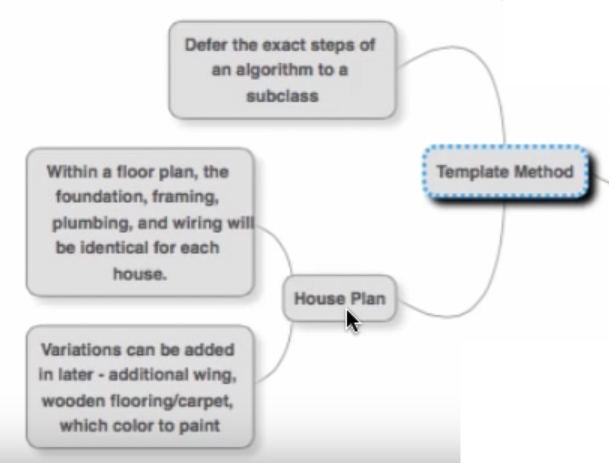 Defer the exact steps of
an algorithm to a
subclass
Template Method
Within a floor plan, the
foundation, framing,
plumbing, and wiring will
be identical for each
house.
House Plan
Variations can be added
in later - additional wing,
wooden flooring/carpet,
which color to paint